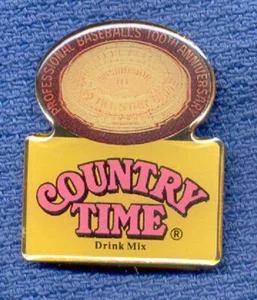 PROFESSIONAL BASEBALL'S 100TH ANNIVERSARY
COUNTRY
TIME®
Drink Mix